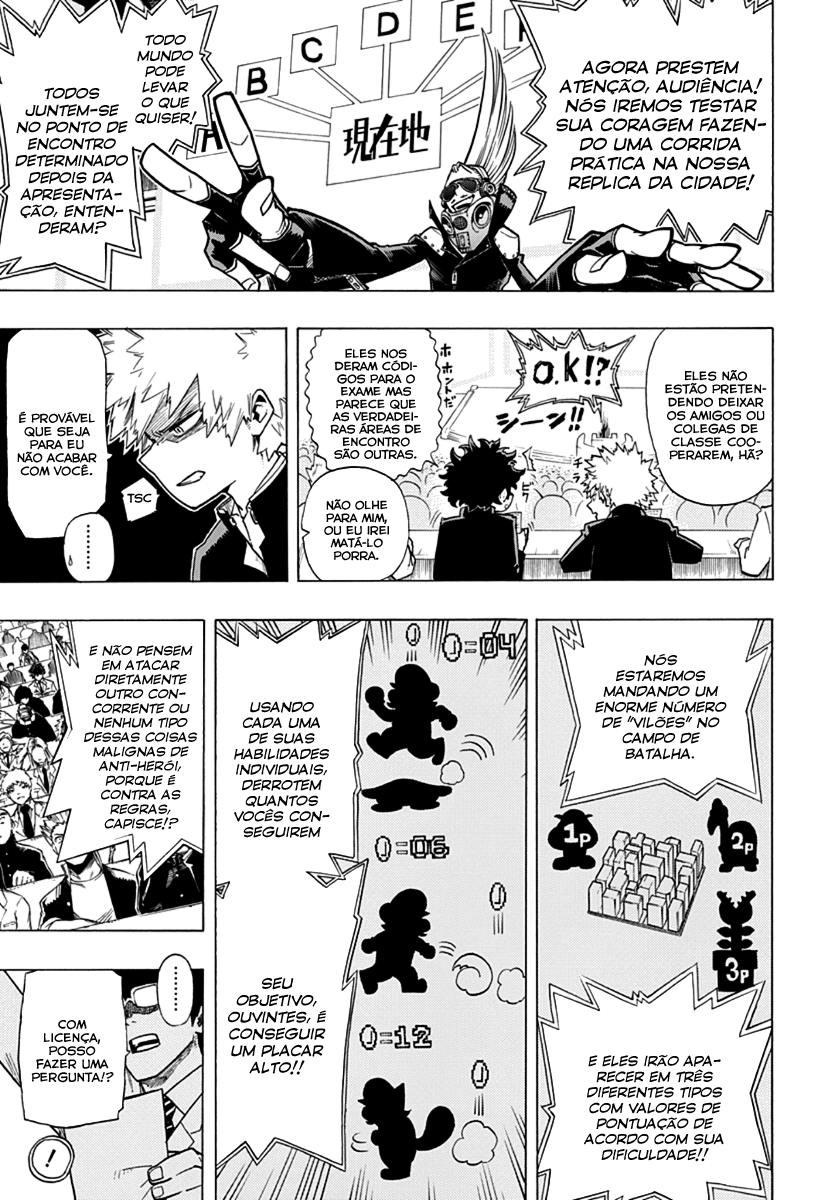 AGORA PRESTEM
ATENÇÃO, AUDIÊNCIA!
NÓS IREMOS TESTAR
SUA CORAGEM FAZEN-
DO UMA CORRIDA
PRÁTICA NA NOSSA
REPLICA DA CIDADE!
B
C
D
E
現在地
TODO
MUNDO
PODE
LEVAR
O QUE
QUISER!
TODOS
JUNTEM-SE
NO PONTO DE
ENCONTRO
DETERMINADO
DEPOIS DA
APRESENTA-
ÇÃO, ENTEN-
DERAM?
ELES NÃO
ESTÃO PRETEN-
DENDO DEIXAR
OS AMIGOS OU
COLEGAS DE
CLASSE COO-
PERAREM, HÃ?
O.K!?
シーン!!
ホホントだ
ELES NOS
DERAM CÓDI-
GOS PARA O
EXAME MAS
PARECE QUE
AS VERDADEI-
RAS ÁREAS DE
ENCONTRO
SÃO OUTRAS.
NÃO OLHE
PARA MIM,
OU EU IREI
MATÁ-LO
PORRA.
É PROVÁVEL
QUE SEJA
PARA EU
NÃO ACABAR
COM VOCÊ.
TSC
NÓS
ESTAREMOS
MANDANDO UM
ENORME NÚMERO
DE "VILÕES" NO
CAMPO DE
BATALHA.
1P
2P
3P
E ELES IRÃO APA-
RECER EM TRÊS
DIFERENTES TIPOS
COM VALORES DE
PONTUAÇÃO DE
ACORDO COM SUA
DIFICULDADE!!
0=04
0=06
0=12
USANDO
CADA UMA
DE SUAS
HABILIDADES
INDIVIDUAIS,
DERROTEM
QUANTOS
VOCÊS CON-
SEGUIREM
SEU
OBJETIVO,
OUVINTES, É
CONSEGUIR
UM PLACAR
ALTO!!
E NÃO PENSEM
EM ATACAR
DIRETAMENTE
OUTRO CON-
CORRENTE OU
NENHUM TIPO
DESSAS COISAS
MALIGNAS DE
ANTI-HERÓI,
PORQUE É
CONTRA AS
REGRAS,
CAPISCE!?
COM
LICENÇA,
POSSO
FAZER UMA
PERGUNTA!?
!